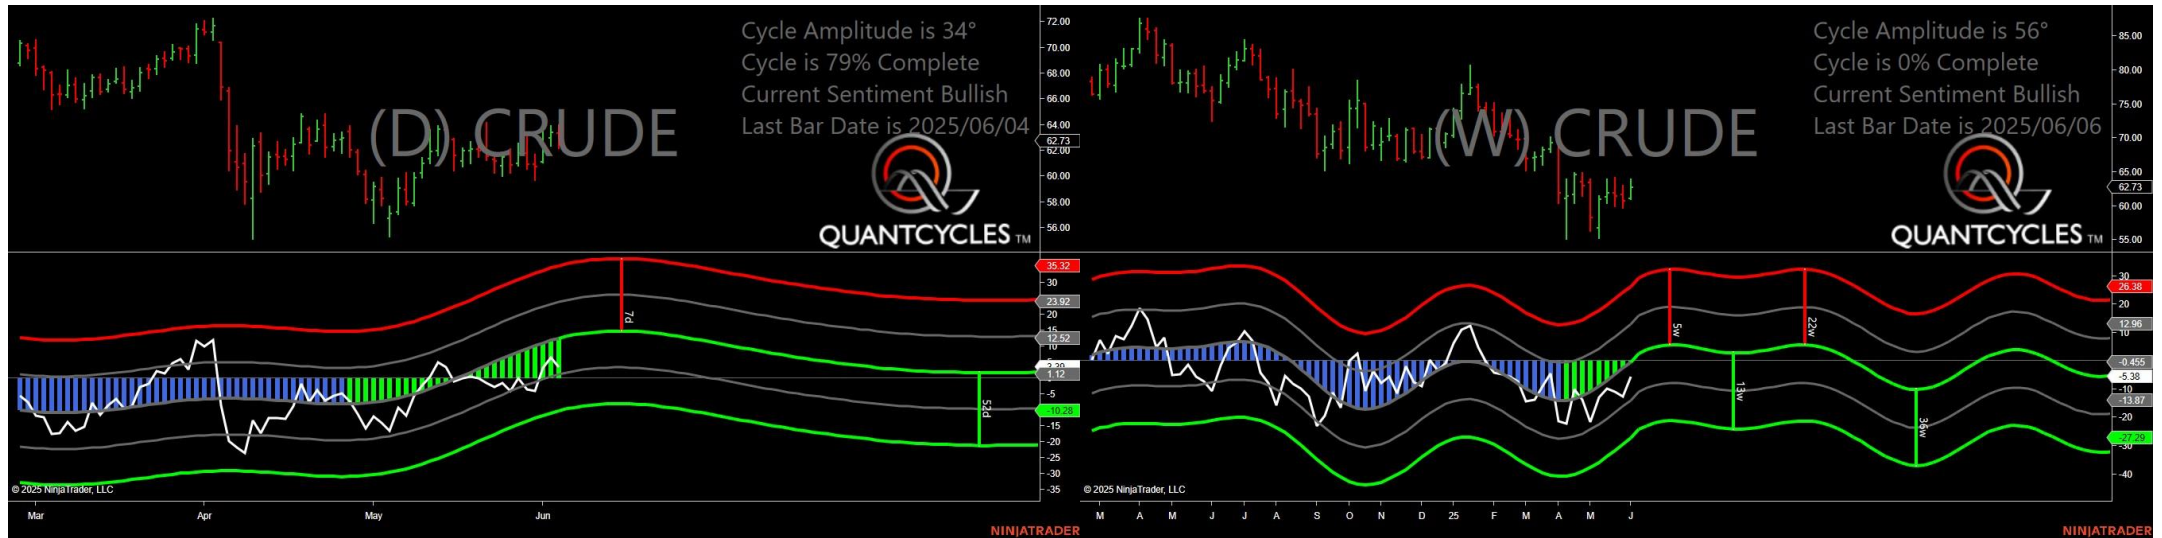 Cycle Amplitude is 34°
Cycle is 79% Complete
Current Sentiment Bullish
Last Bar Date is 2025/06/04
(D) CRUDE
QUANTCYCLES TM
72.00
70.00
68.00
66.00
64.00
62.73
62.00
60.00
58.00
56.00
35.32
30
23.92
20
15
12.52
10
1.12
-5
-10.28
-15
-20
-25
-30
-35
7d
52d
© 2025 NinjaTrader, LLC
Mar Apr May Jun
NINJATRADER
Cycle Amplitude is 56°
Cycle is 0% Complete
Current Sentiment Bullish
Last Bar Date is 2025/06/06
(W) CRUDE
QUANTCYCLES TM
85.00
80.00
75.00
70.00
65.00
62.73
60.00
55.00
30
26.38
20
12.96
10
-0.455
-5.38
-10
-13.87
-20
-27.29
-30
-40
5w
22w
13w
36w
© 2025 NinjaTrader, LLC
M A M J J A S O N D 25 F M A M J
NINJATRADER